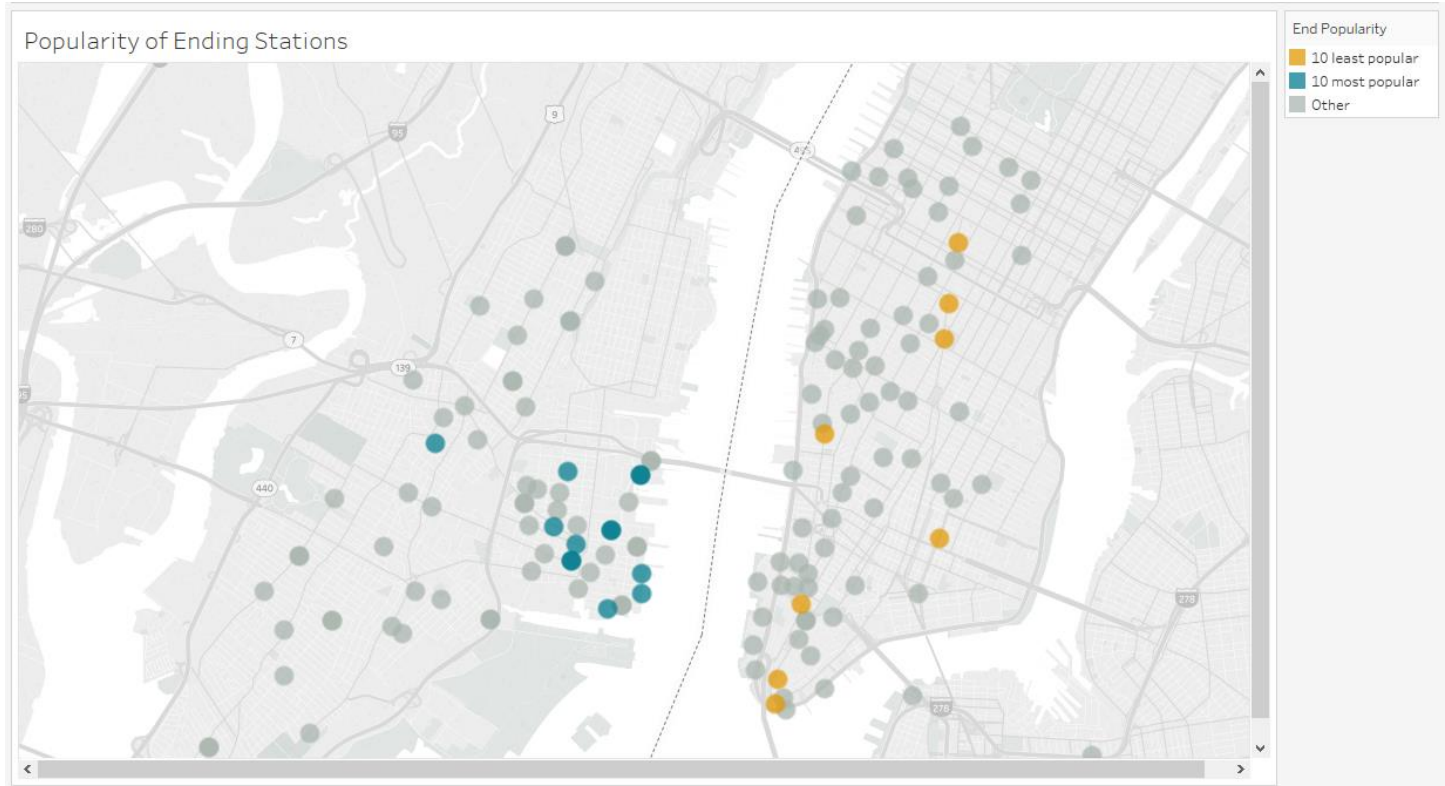 Popularity of Ending Stations
End Popularity
10 least popular
10 most popular
Other
9
95
495
280
7
139
440
278
278